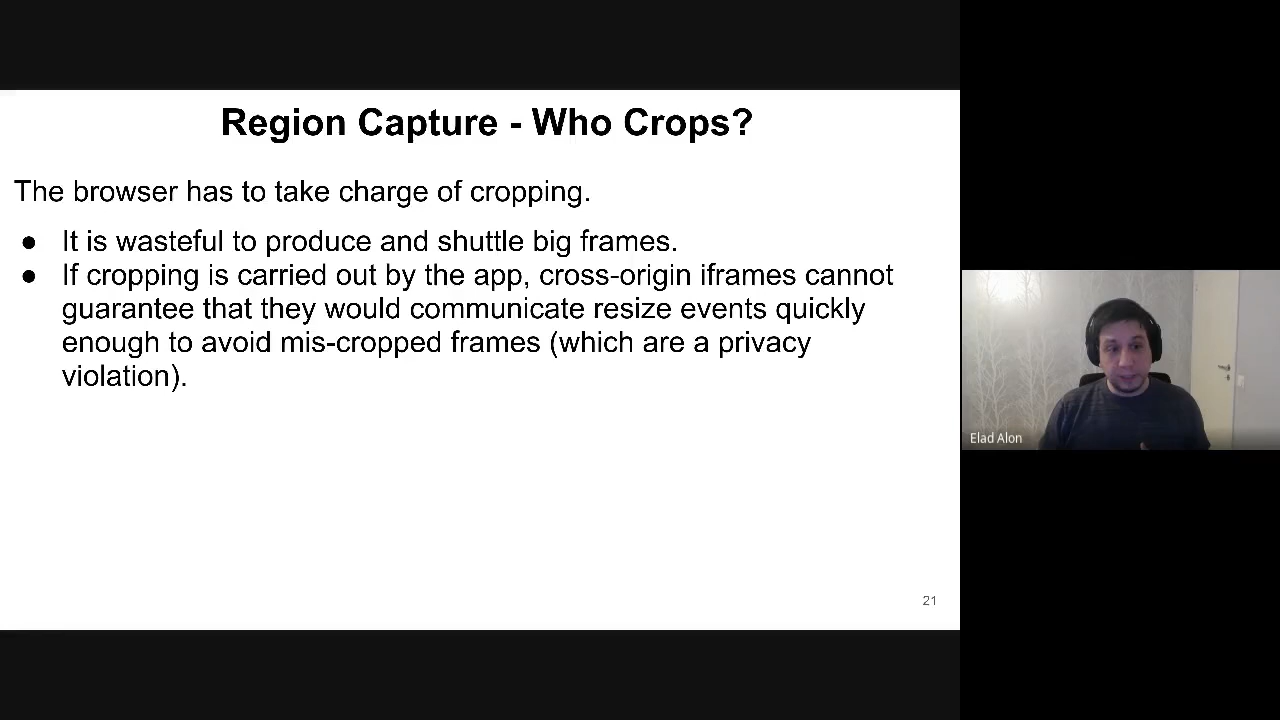 Region Capture - Who Crops?
The browser has to take charge of cropping.
● It is wasteful to produce and shuttle big frames.
● If cropping is carried out by the app, cross-origin iframes cannot
guarantee that they would communicate resize events quickly
enough to avoid mis-cropped frames (which are a privacy
violation).
Elad Alon
21